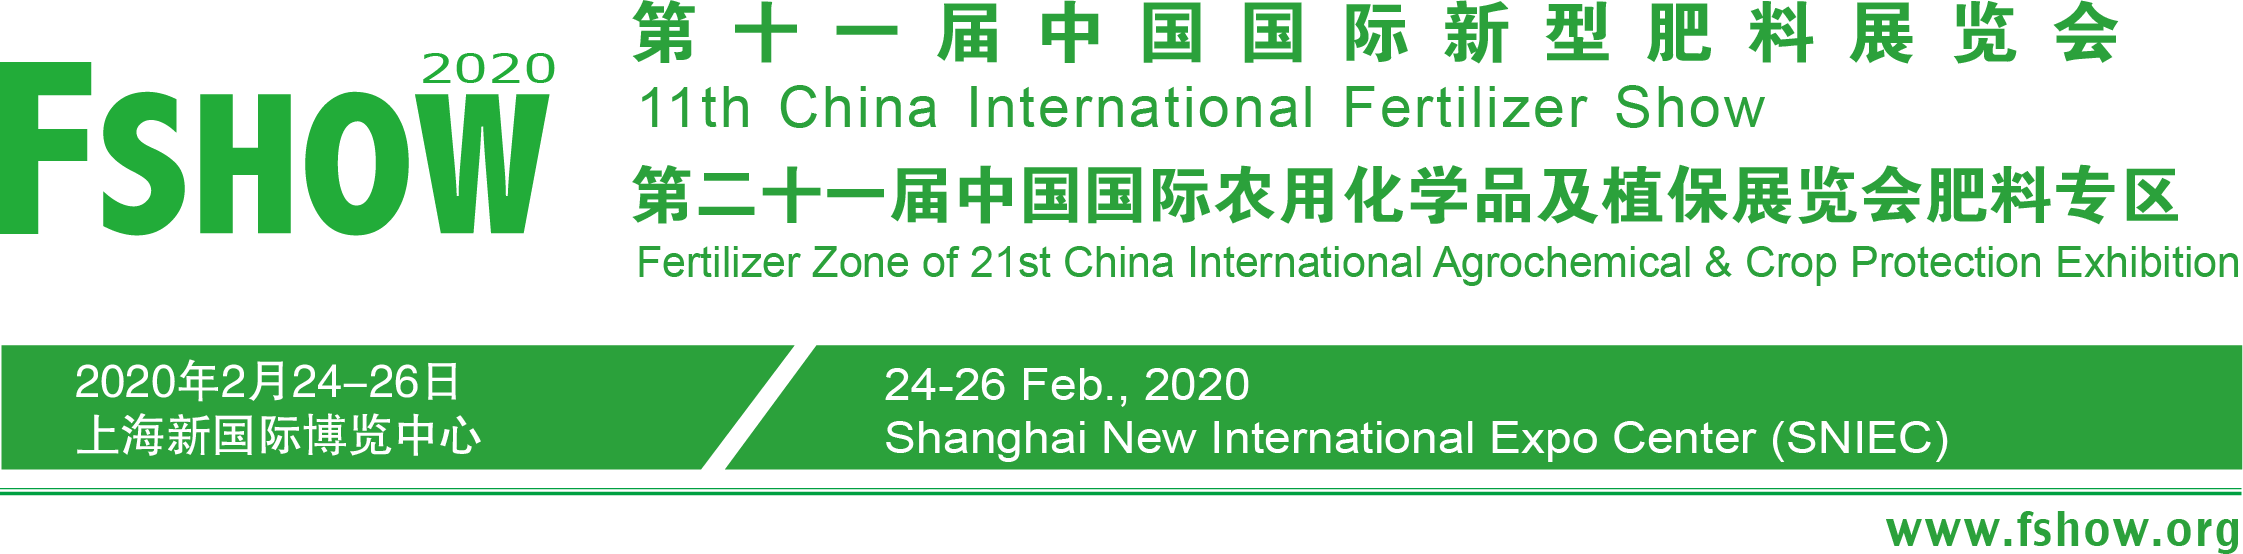 2020
FSHOW
第十一届中国国际新型肥料展览会
11th China International Fertilizer Show
第二十一届中国国际农用化学品及植保展览会肥料专区
Fertilizer Zone of 21st China International Agrochemical & Crop Protection Exhibition
2020年2月24-26日
上海新国际博览中心
24-26 Feb., 2020
Shanghai New International Expo Center (SNIEC)
www.fshow.org